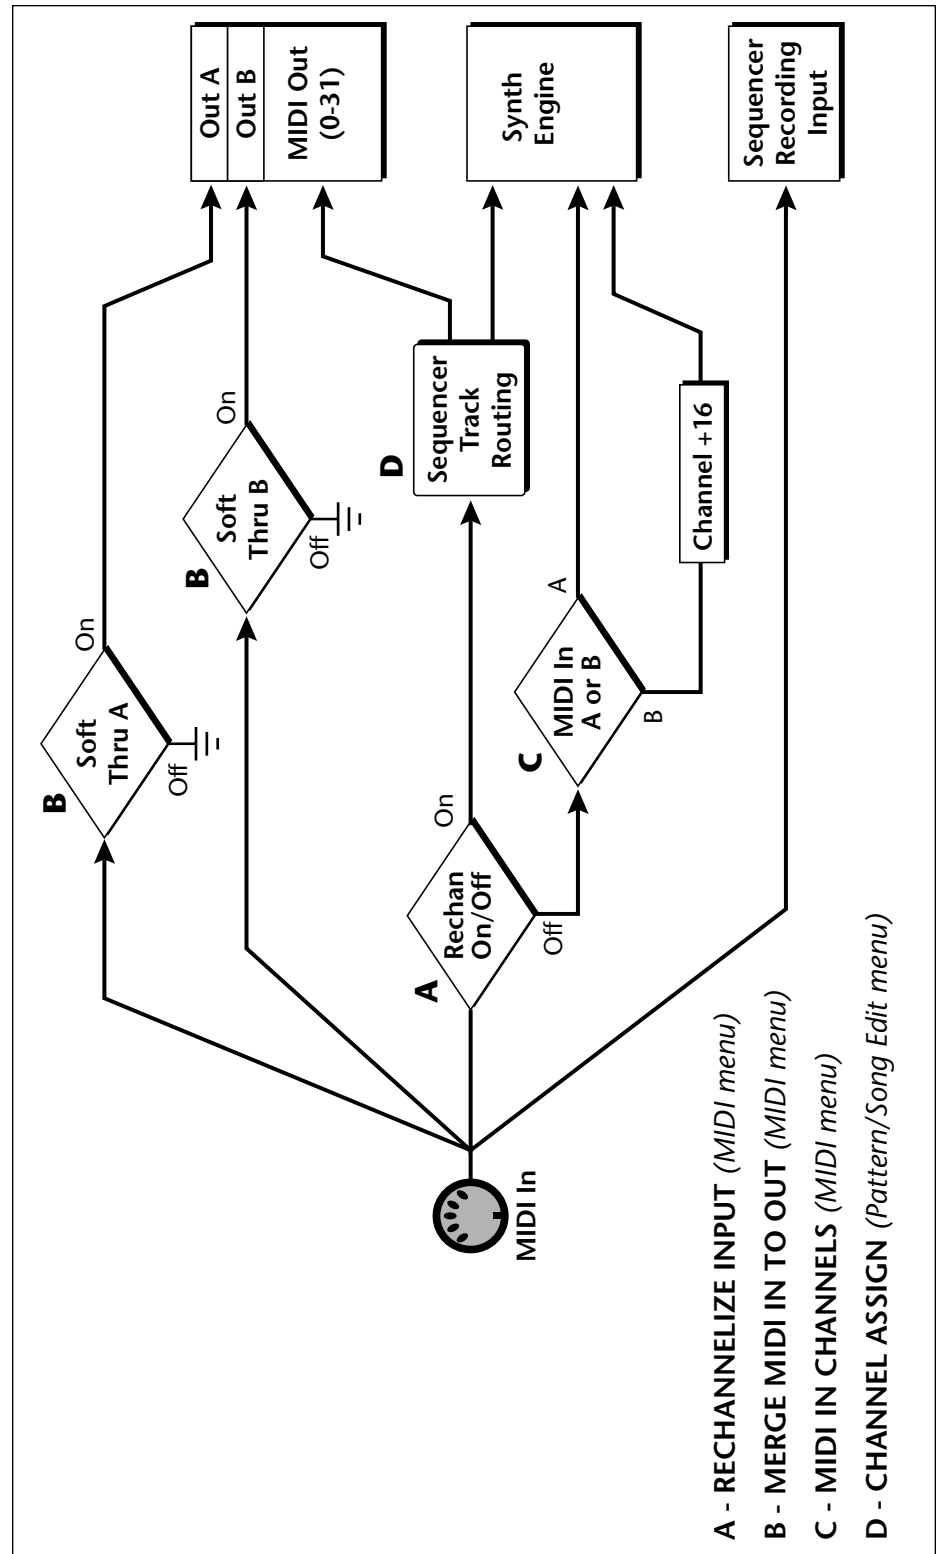 Out A
Out B
MIDI Out
(0-31)
Synth
Engine
Sequencer
Recording
Input
On
B
Soft
Thru A
Off
On
B
Soft
Thru B
Off
D
Sequencer
Track
Routing
On
A
Rechan
On/Off
Off
A
C
MIDI In
A or B
B
Channel +16
MIDI In
A - RECHANNELIZE INPUT (MIDI menu)
B - MERGE MIDI IN TO OUT (MIDI menu)
C - MIDI IN CHANNELS (MIDI menu)
D - CHANNEL ASSIGN (Pattern/Song Edit menu)